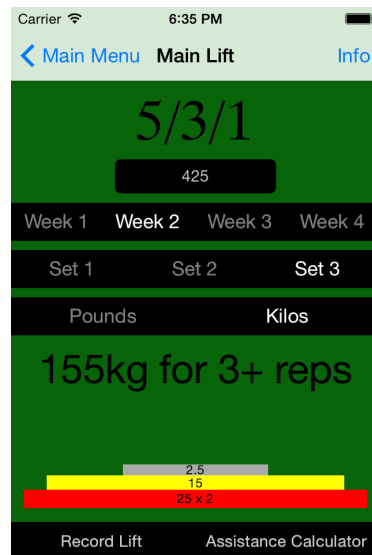 Carrier 6:35 PM
Main Menu Main Lift Info
5/3/1
425
Week 1 Week 2 Week 3 Week 4
Set 1 Set 2 Set 3
Pounds Kilos
155kg for 3+ reps
2.5
15
25 x 2
Record Lift Assistance Calculator